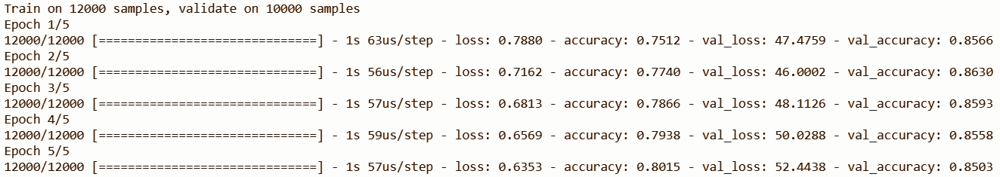 Train on 12000 samples, validate on 10000 samples
Epoch 1/5
12000/12000 [==============================] - 1s 63us/step - loss: 0.7880 - accuracy: 0.7512 - val_loss: 47.4759 - val_accuracy: 0.8566
Epoch 2/5
12000/12000 [==============================] - 1s 56us/step - loss: 0.7162 - accuracy: 0.7740 - val_loss: 46.0002 - val_accuracy: 0.8630
Epoch 3/5
12000/12000 [==============================] - 1s 57us/step - loss: 0.6813 - accuracy: 0.7866 - val_loss: 48.1126 - val_accuracy: 0.8593
Epoch 4/5
12000/12000 [==============================] - 1s 59us/step - loss: 0.6569 - accuracy: 0.7938 - val_loss: 50.0288 - val_accuracy: 0.8558
Epoch 5/5
12000/12000 [==============================] - 1s 57us/step - loss: 0.6353 - accuracy: 0.8015 - val_loss: 52.4438 - val_accuracy: 0.8503